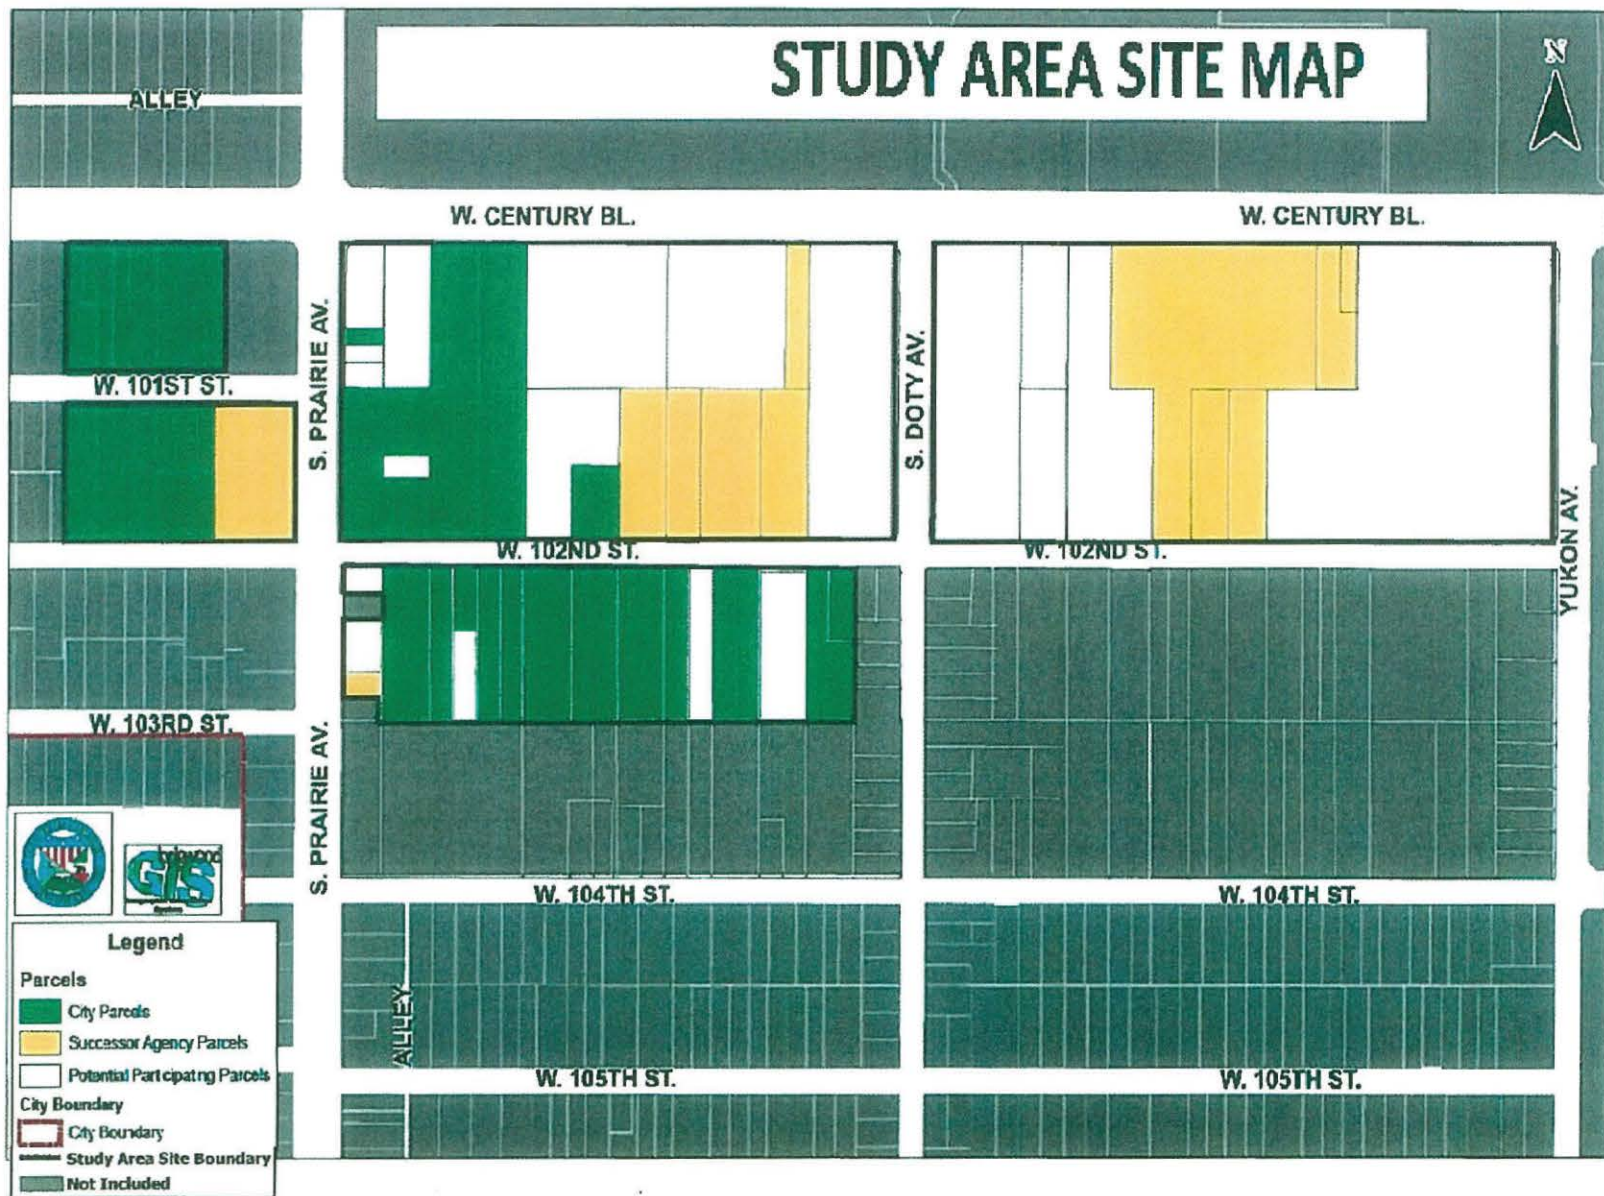 STUDY AREA SITE MAP
N
ALLEY
W. CENTURY BL.
W. CENTURY BL.
S. PRAIRIE AV.
S. DOTY AV.
W. 101ST ST.
YUKON AV.
W. 102ND ST.
W. 102ND ST.
W. 103RD ST.
S. PRAIRIE AV.
GIS
W. 104TH ST.
W. 104TH ST.
ALLEY
W. 105TH ST.
W. 105TH ST.
Legend
Parcels
City Parcels
Successor Agency Parcels
Potential Participating Parcels
City Boundary
City Boundary
Study Area Site Boundary
Not Included